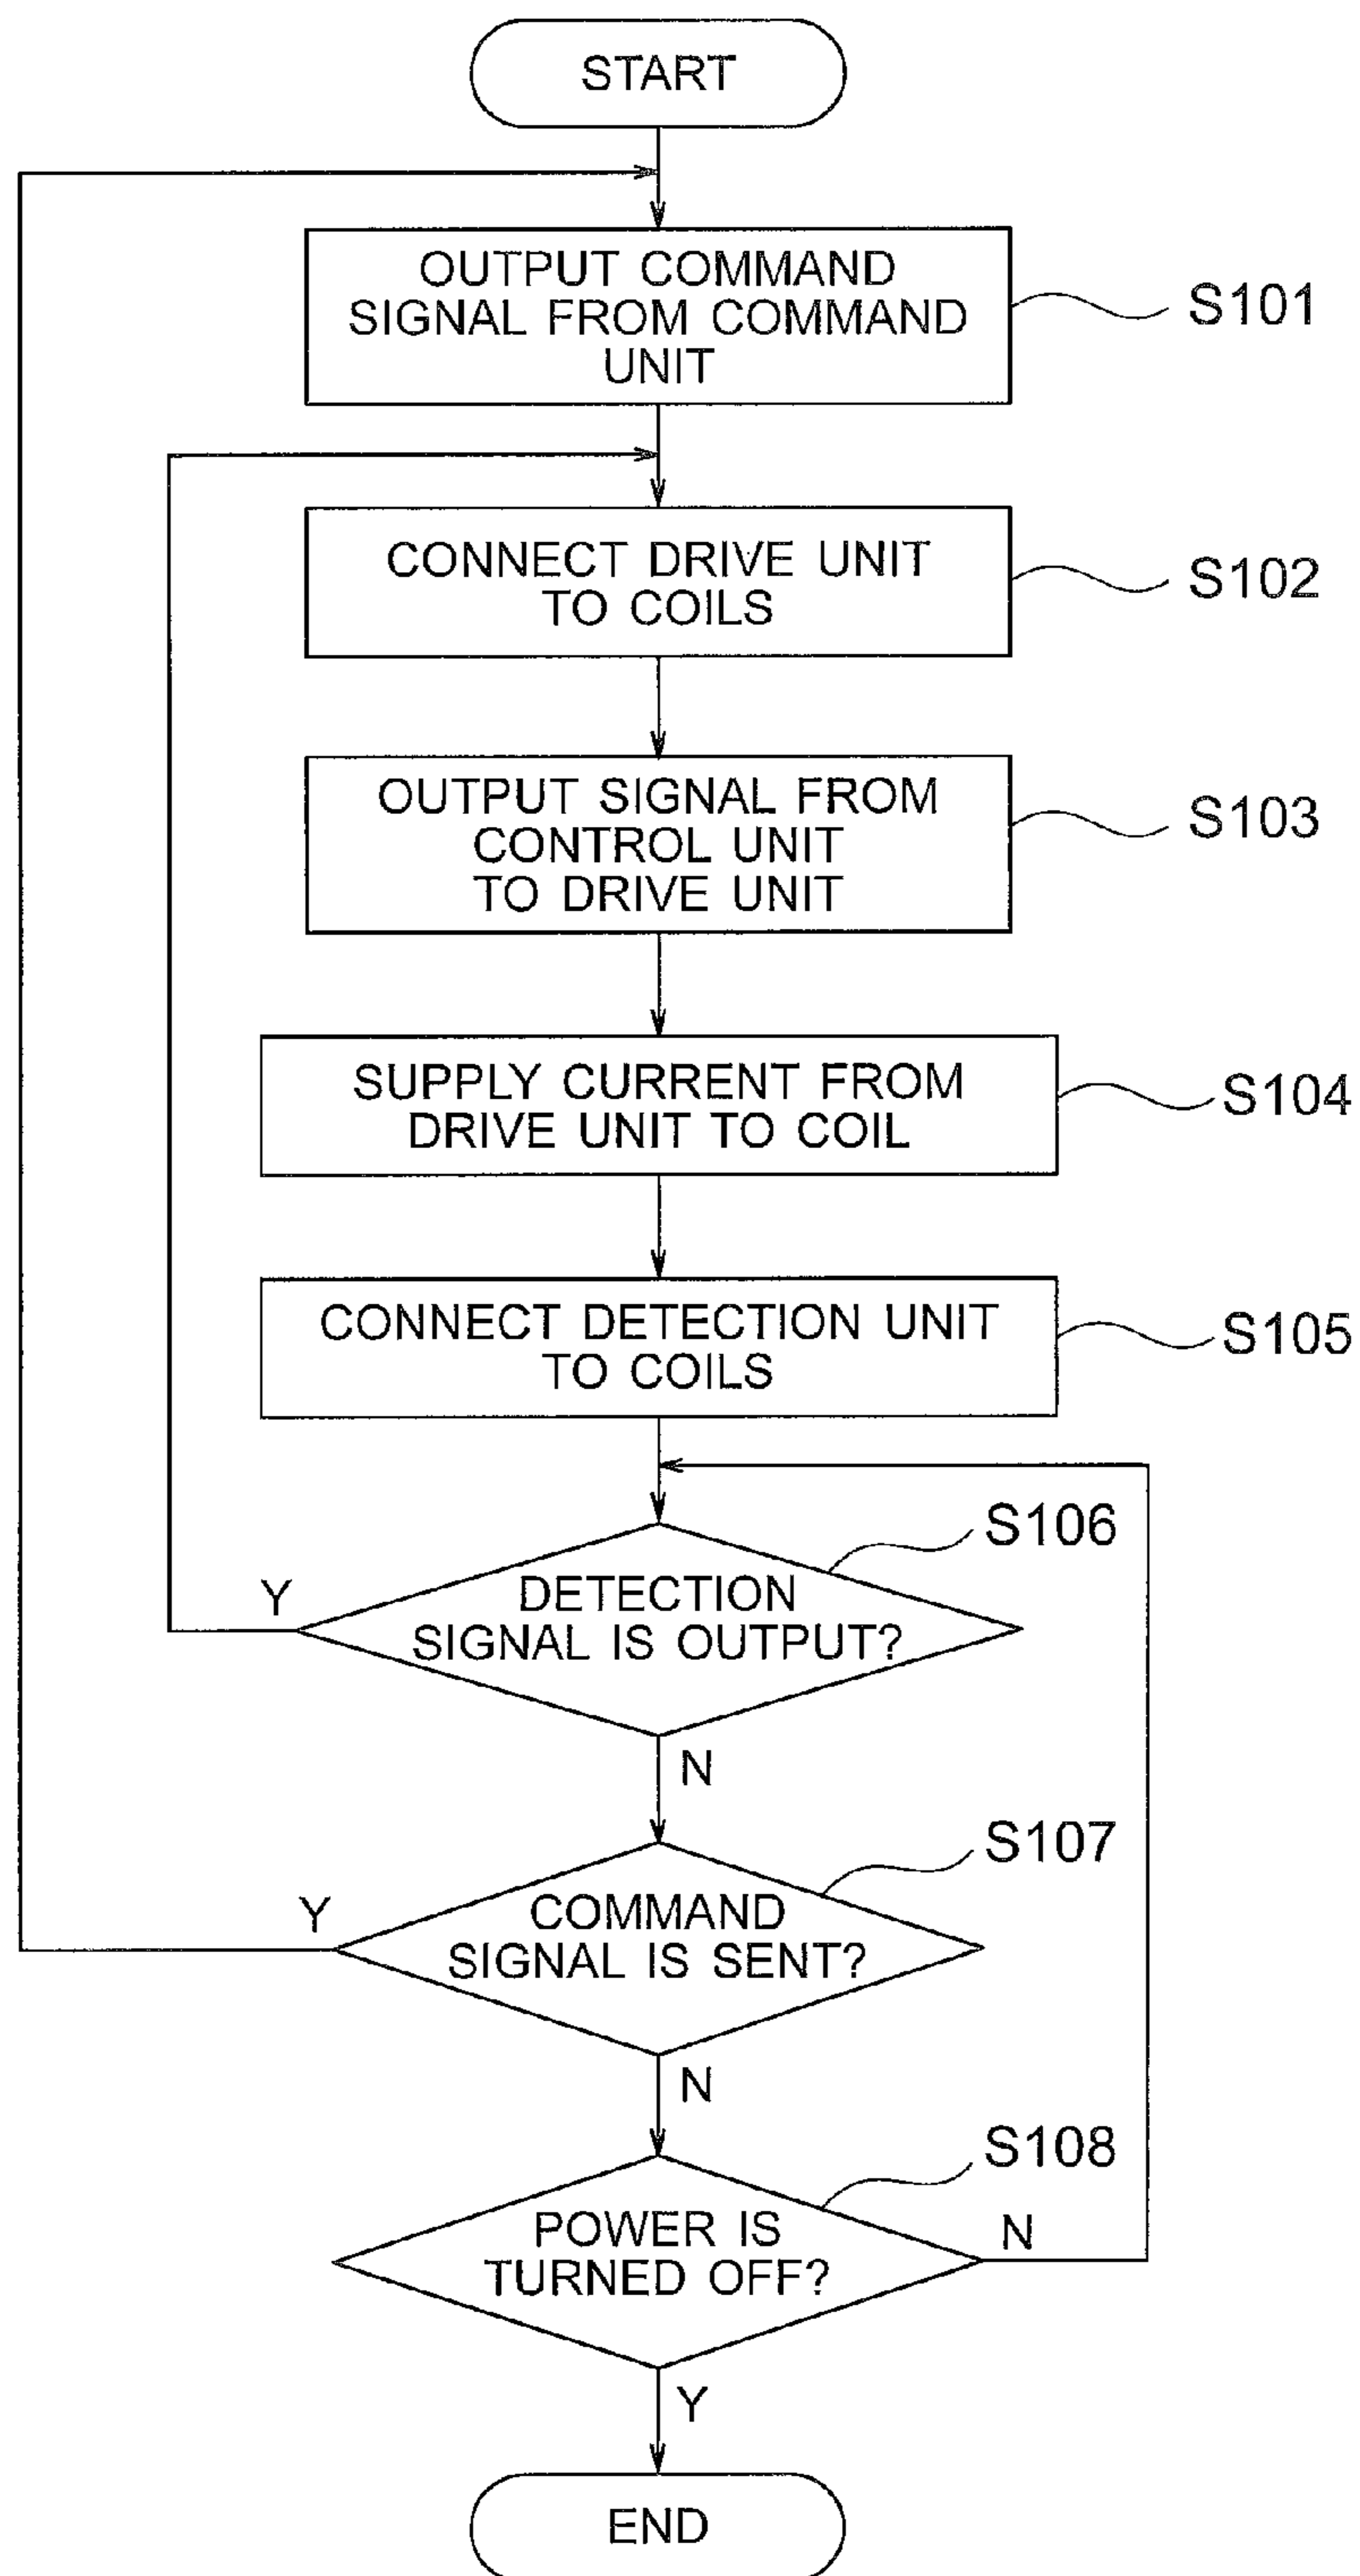 START
OUTPUT COMMAND
SIGNAL FROM COMMAND
UNIT
S101
CONNECT DRIVE UNIT
TO COILS
S102
OUTPUT SIGNAL FROM
CONTROL UNIT
TO DRIVE UNIT
S103
SUPPLY CURRENT FROM
DRIVE UNIT TO COIL
S104
CONNECT DETECTION UNIT
TO COILS
S105
S106
DETECTION
SIGNAL IS OUTPUT?
Y
N
S107
COMMAND
SIGNAL IS SENT?
Y
N
S108
POWER IS
TURNED OFF?
N
Y
END